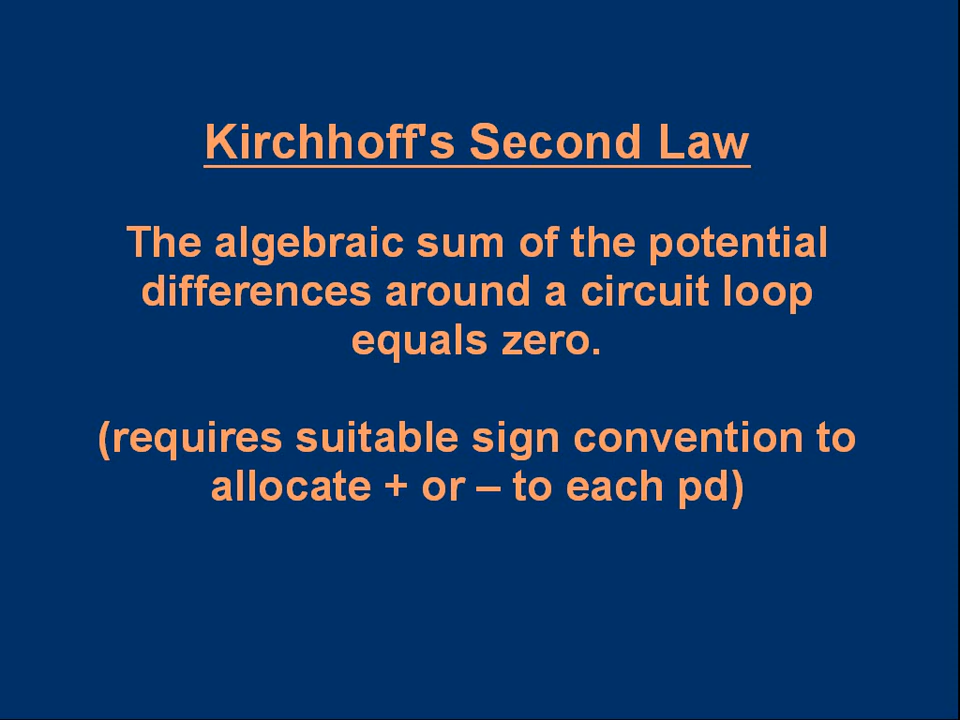 Kirchhoff's Second Law
The algebraic sum of the potential
differences around a circuit loop
equals zero.
(requires suitable sign convention to
allocate + or – to each pd)